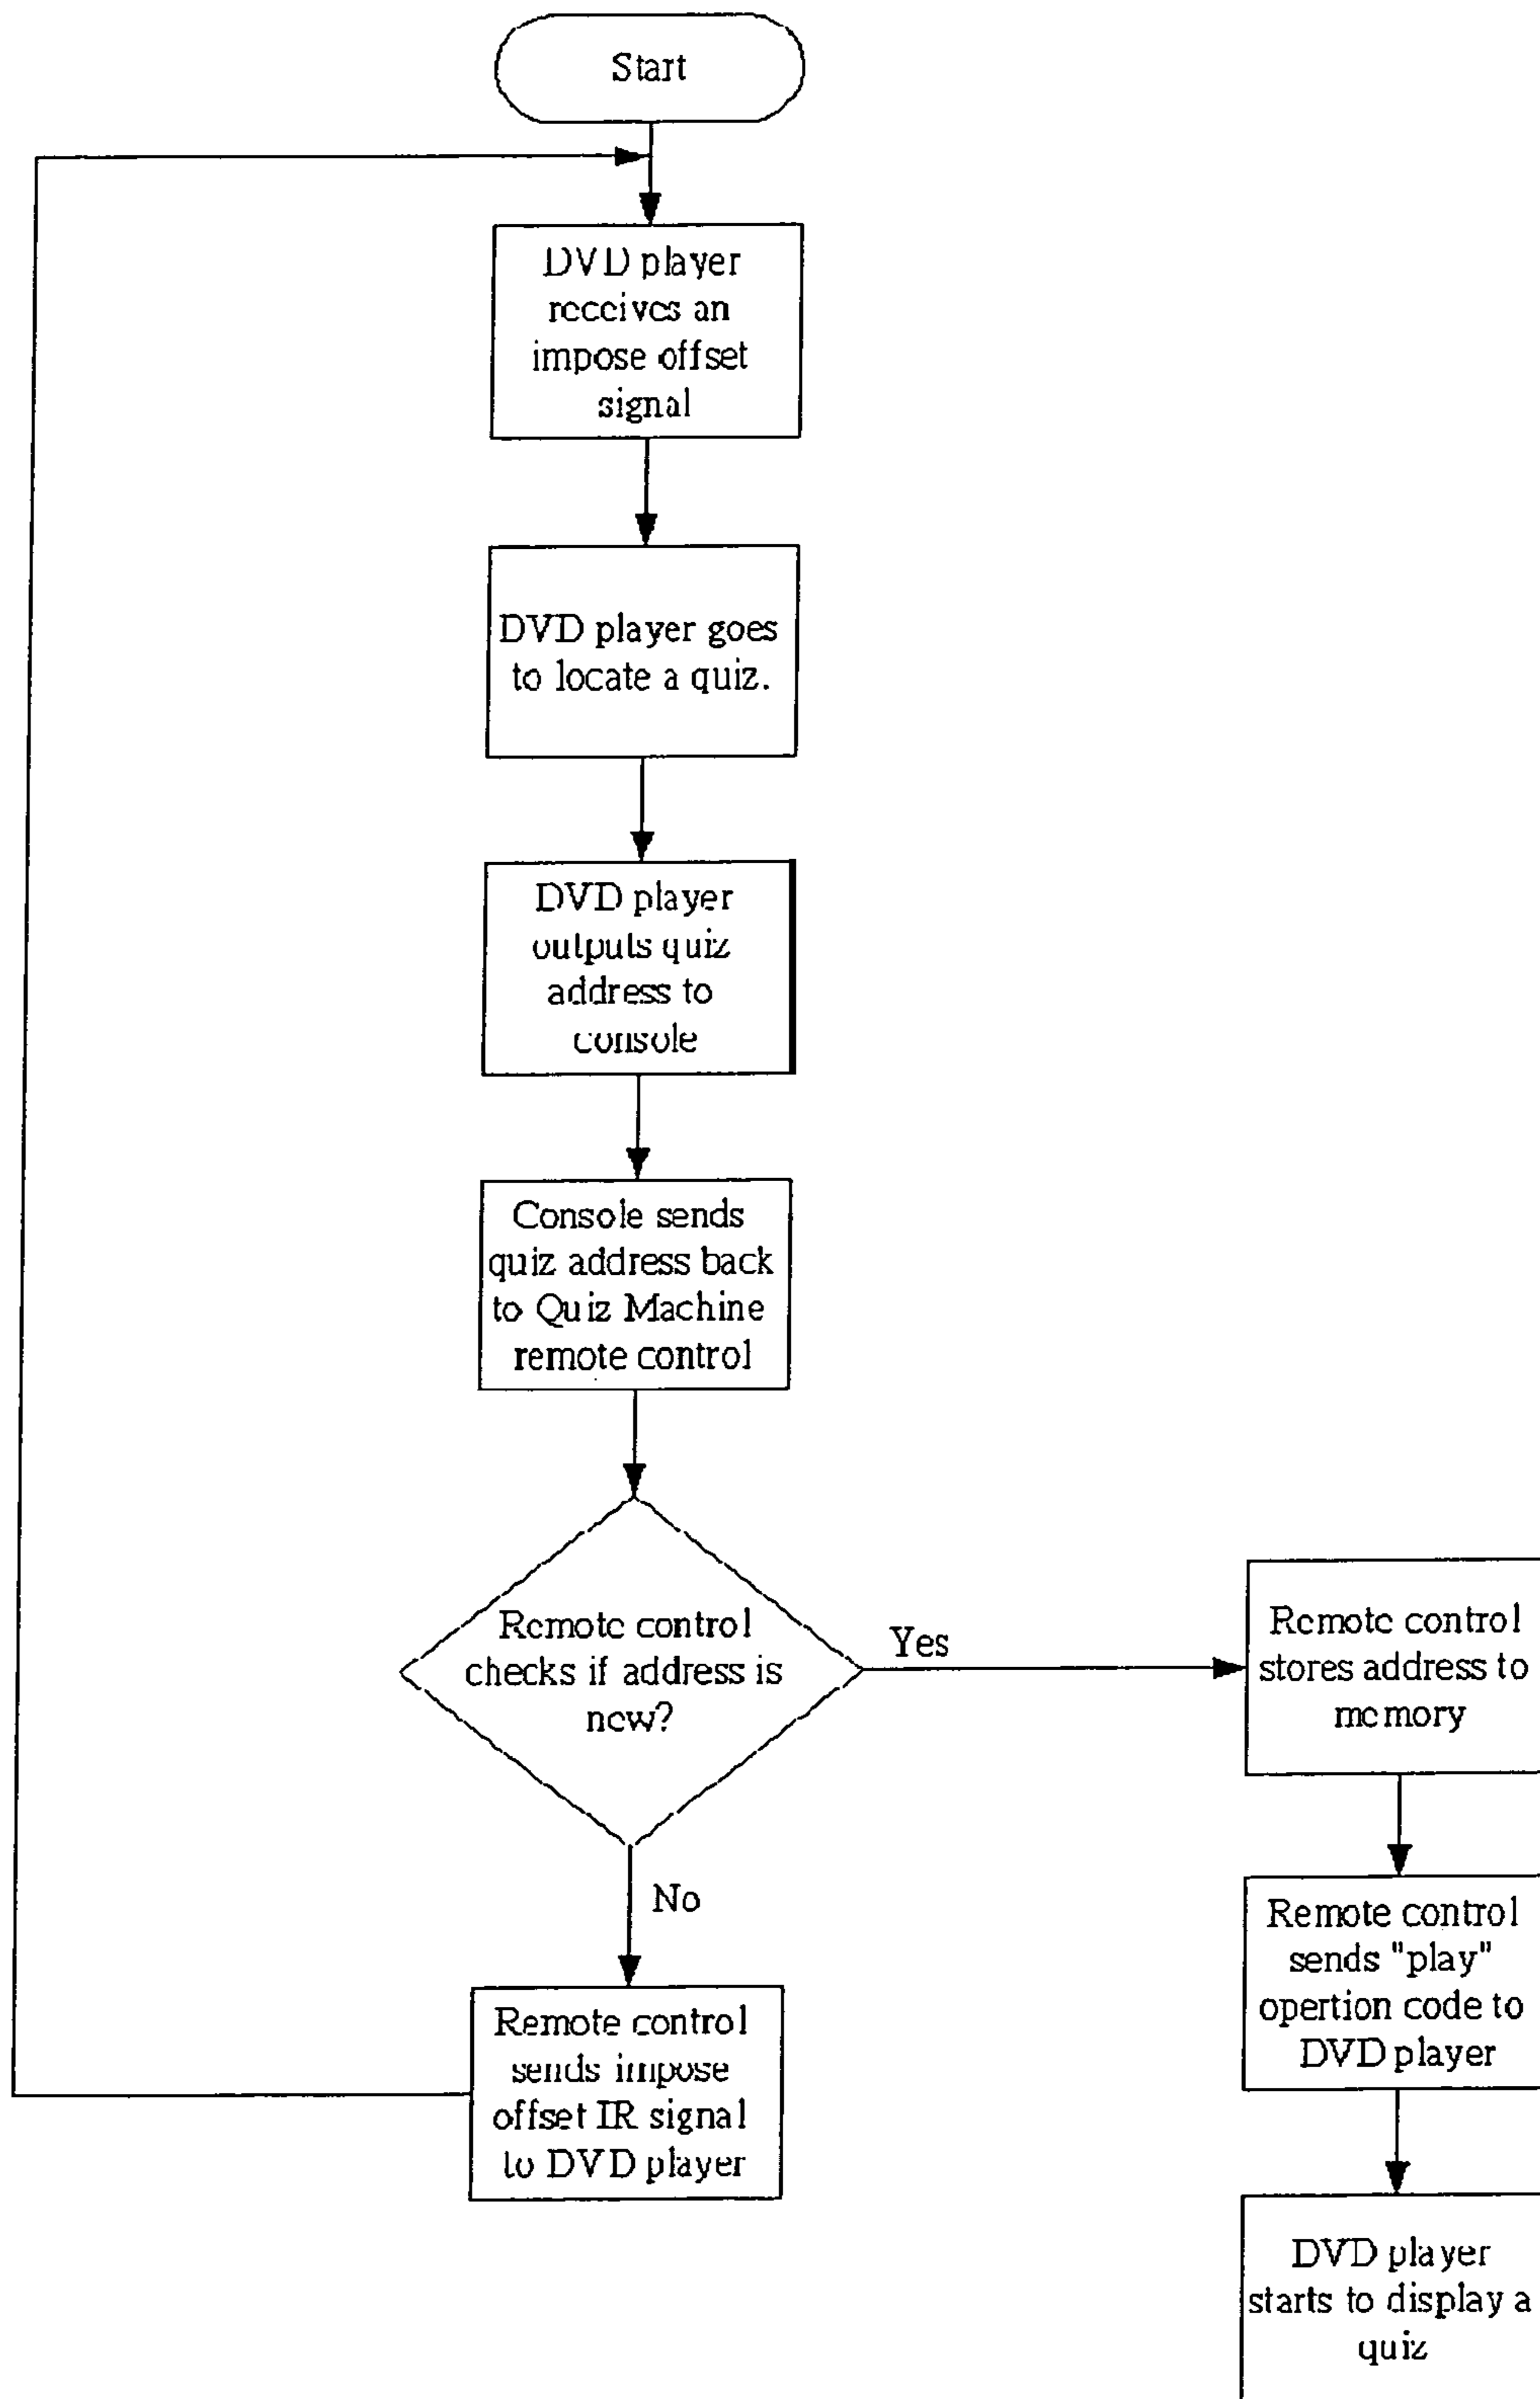 Start
DVD player
receives an
impose offset
signal
DVD player goes
to locate a quiz.
DVD player
outputs quiz
address to
console
Console sends
quiz address back
to Quiz Machine
remote control
Remote control
checks if address is
new?
Yes
No
Remote control
sends impose
offset IR signal
to DVD player
Remote control
stores address to
memory
Remote control
sends "play"
opertion code to
DVD player
DVD player
starts to display a
quiz